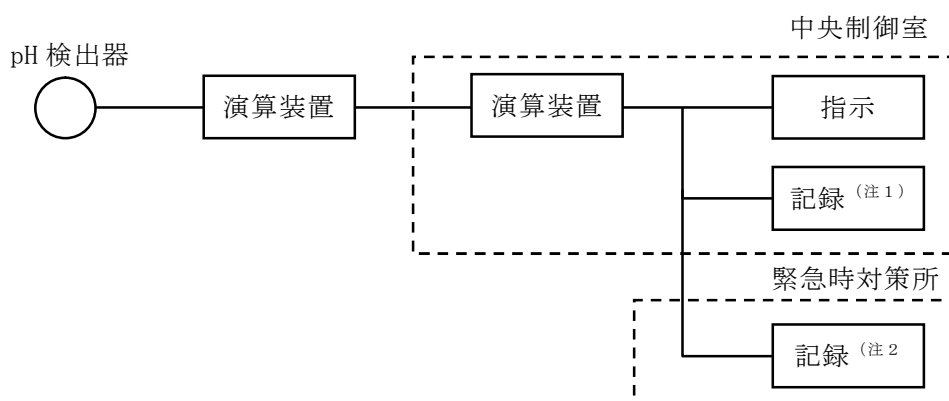 中央制御室
pH 検出器
演算装置
演算装置
指示
記録 (注1)
緊急時対策所
記録 (注2